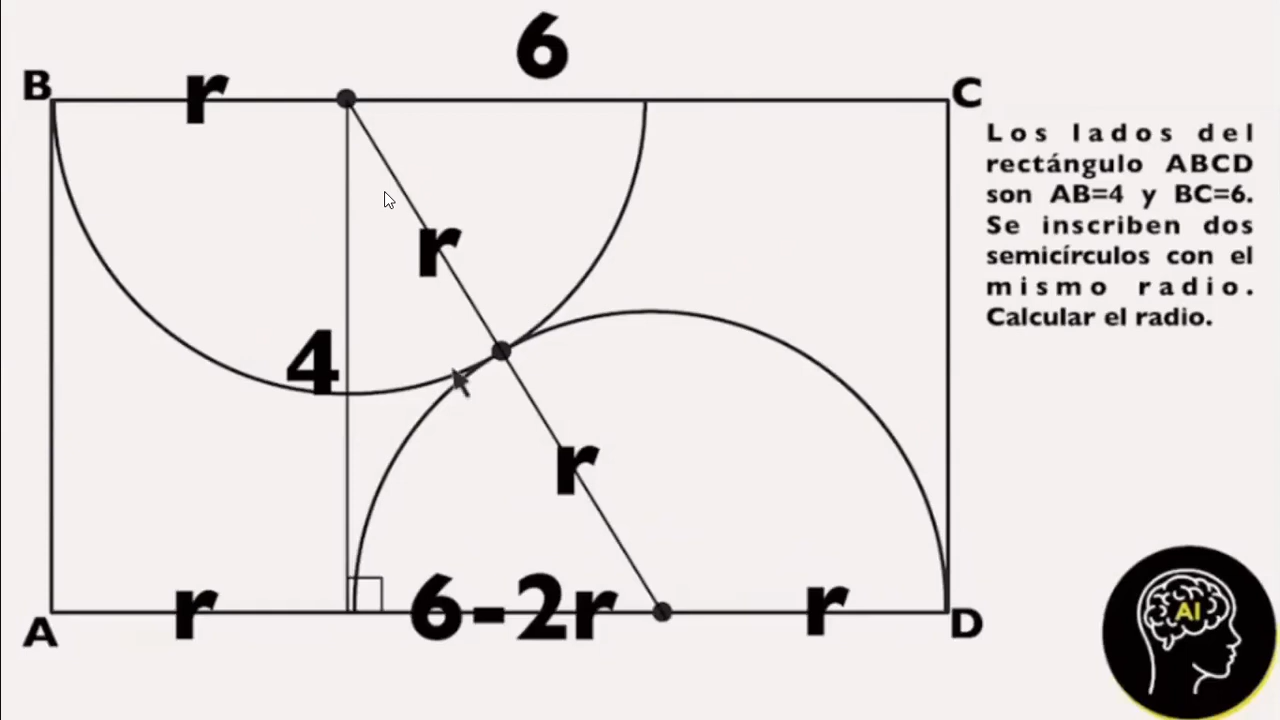 6
B
r
C
Los lados del
rectángulo ABCD
son AB=4 y BC=6.
Se inscriben dos
semicírculos con el
mismo radio.
Calcular el radio.
r
4
r
r
6-2r
r
A
D
AI